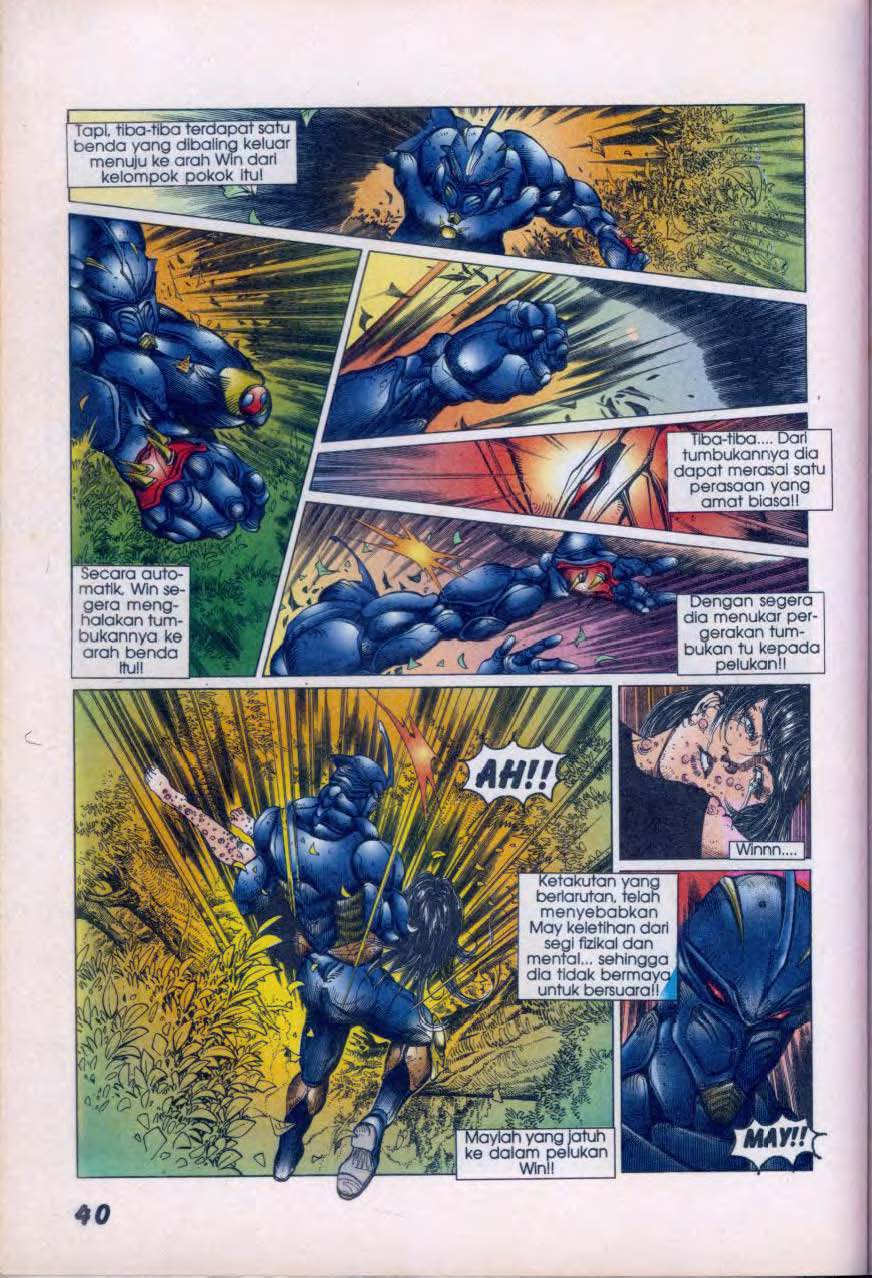 Tapi, tiba-tiba terdapat satu
benda yang dibaling keluar
menuju ke arah Win dari
kelompok pokok itu!
Secara auto-
matik, Win se-
gera meng-
halakan tum-
bukannya ke
arah benda
itu!!
Tiba-tiba.... Dari
tumbukannya dia
dapat merasai satu
perasaan yang
amat biasa!!
Dengan segera
dia menukar per-
gerakan tum-
bukan tu kepada
pelukan!!
AH!!
Winnn....
Ketakutan yang
berlarutan, telah
menyebabkan
May keletihan dari
segi fizikal dan
mental... sehingga
dia tidak bermaya
untuk bersuara!!
Maylah yang jatuh
ke dalam pelukan
Win!!
MAY!!
40